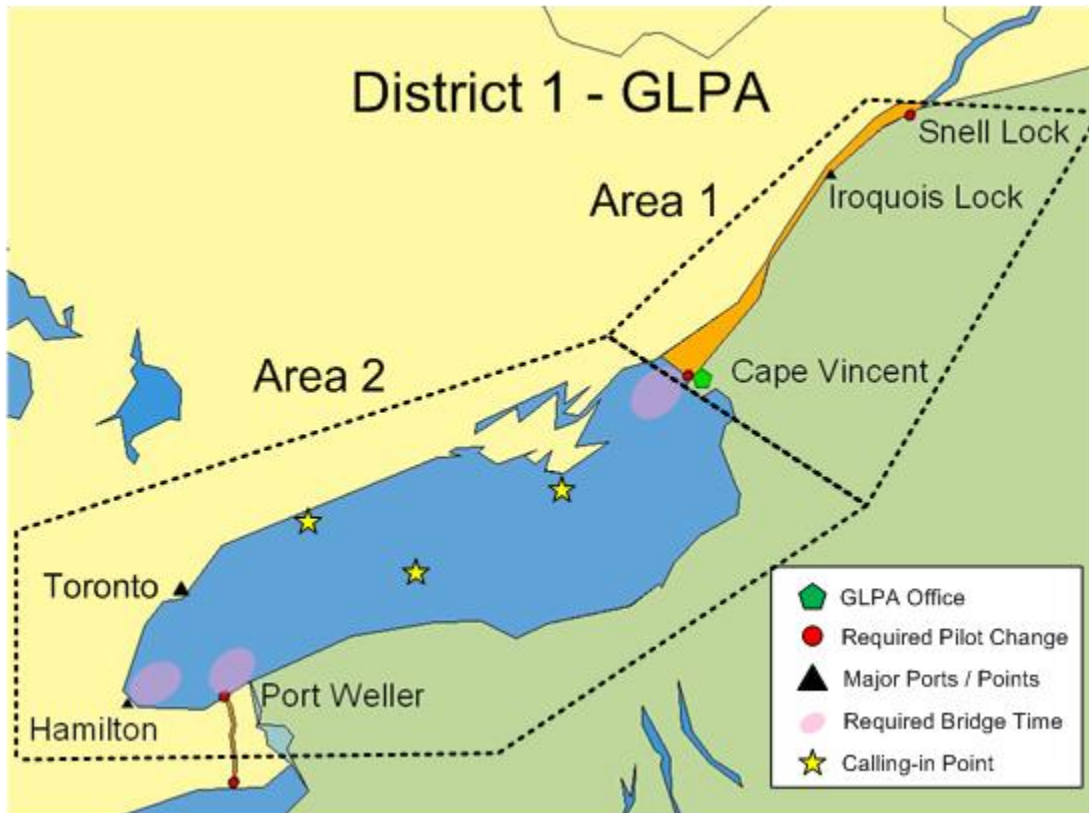 District 1 - GLPA
Snell Lock
Iroquois Lock
Area 1
Area 2
Cape Vincent
Toronto
Port Weller
Hamilton
GLPA Office
Required Pilot Change
Major Ports / Points
Required Bridge Time
Calling-in Point